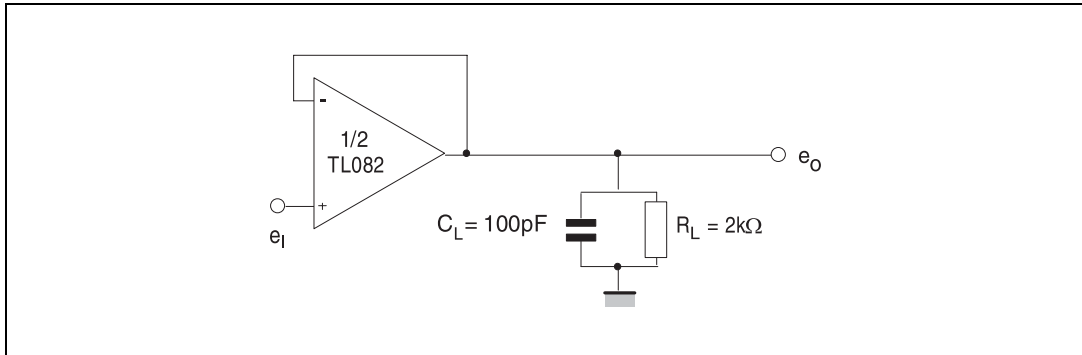 -
1/2
TL082
+
e_I
e_O
C_L = 100pF
R_L = 2kΩ